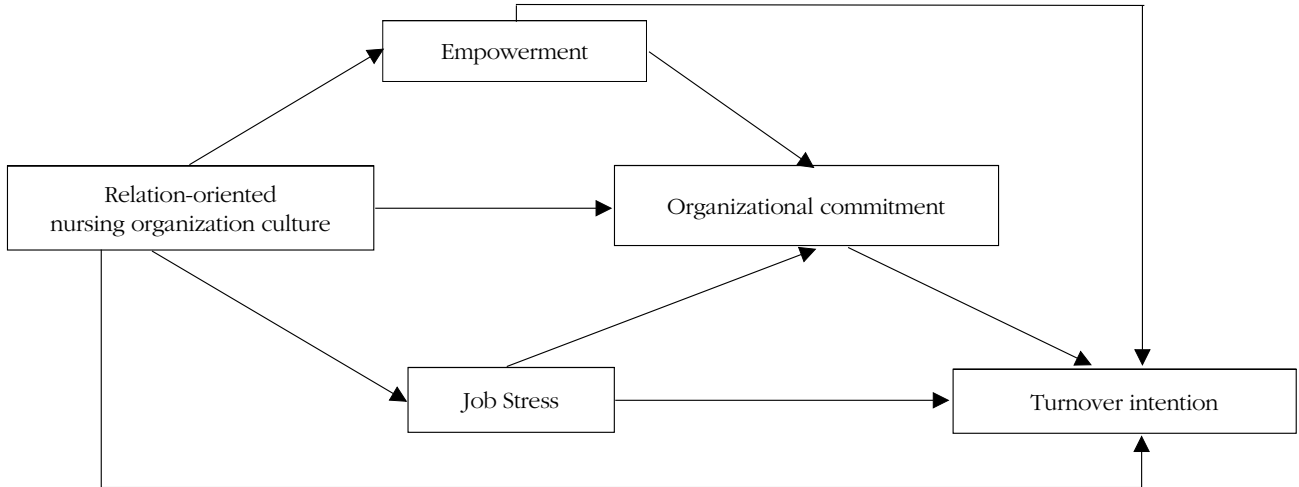 Empowerment
Relation-oriented
nursing organization culture
Organizational commitment
Job Stress
Turnover intention